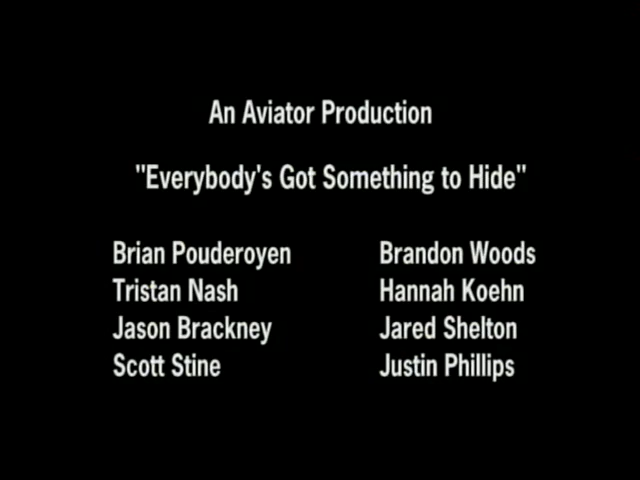 An Aviator Production
"Everybody's Got Something to Hide"
Brian Pouderoyen Brandon Woods
Tristan Nash Hannah Koehn
Jason Brackney Jared Shelton
Scott Stine Justin Phillips